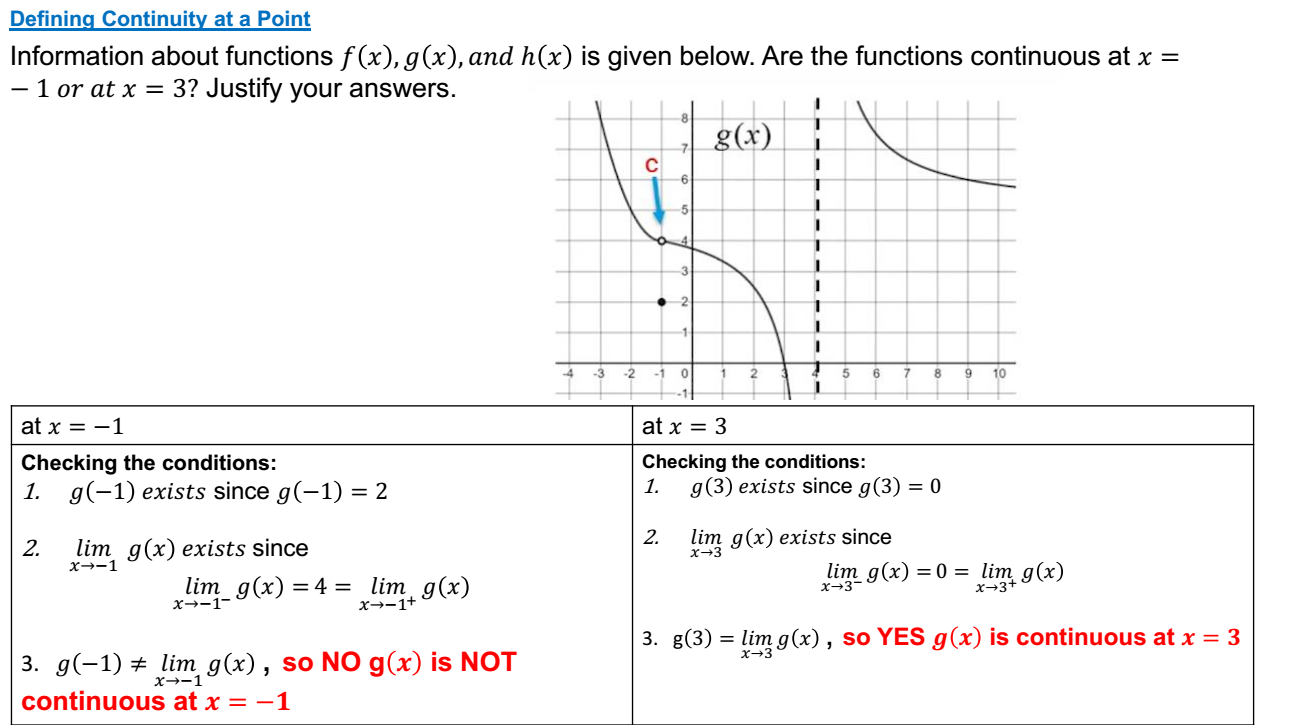 Defining Continuity at a Point
Information about functions f(x), g(x), and h(x) is given below. Are the functions continuous at x =
− 1 or at x = 3? Justify your answers.
g(x)
C
8
7
6
5
4
3
2
1
-4 -3 -2 -1 0 1 2 3 4 5 6 7 8 9 10
-1
at x = −1
Checking the conditions:
1. g(−1) exists since g(−1) = 2
2. lim x→−1 g(x) exists since
lim x→−1⁻ g(x) = 4 = lim x→−1⁺ g(x)
3. g(−1) ≠ lim x→−1 g(x) , so NO g(x) is NOT
continuous at x = −1
at x = 3
Checking the conditions:
1. g(3) exists since g(3) = 0
2. lim x→3 g(x) exists since
lim x→3⁻ g(x) = 0 = lim x→3⁺ g(x)
3. g(3) = lim x→3 g(x) , so YES g(x) is continuous at x = 3